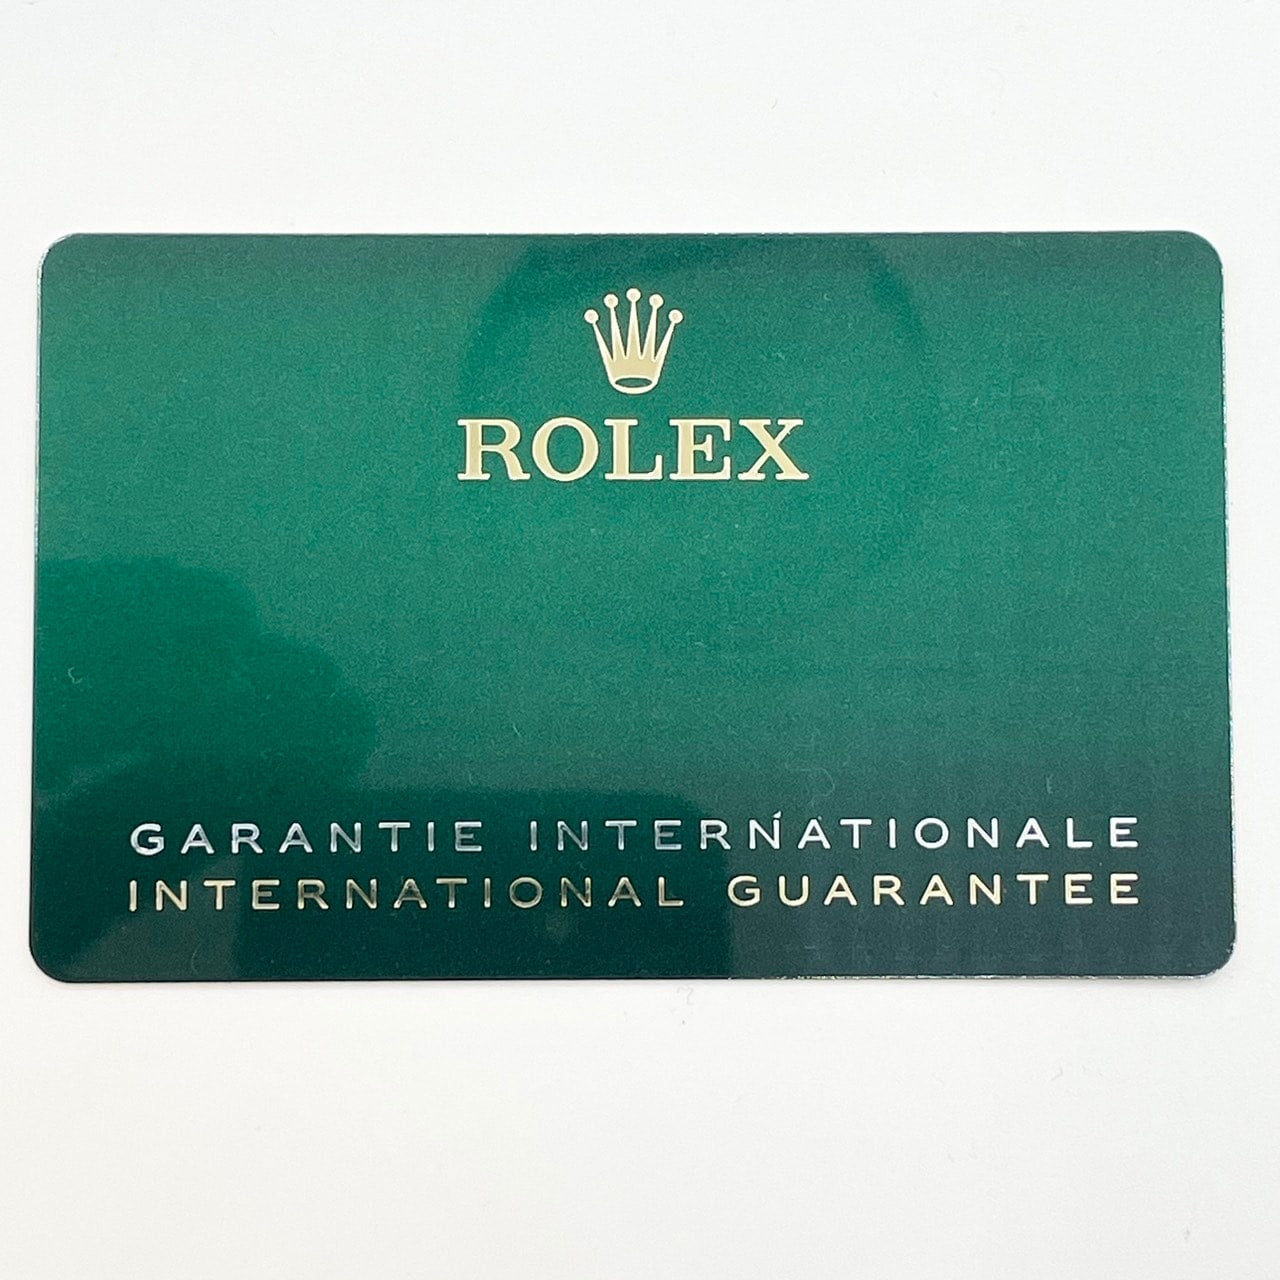 ROLEX
GARANTIE INTERNATIONALE
INTERNATIONAL GUARANTEE